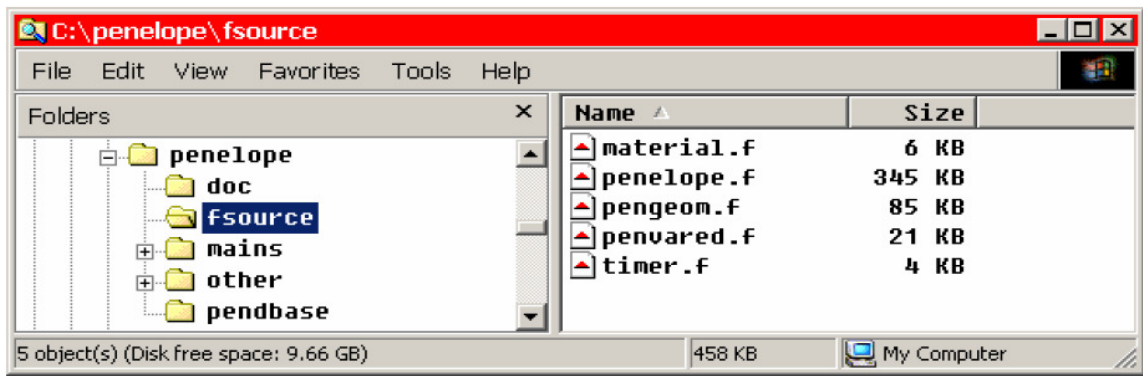 C:\penelope\fsource
File Edit View Favorites Tools Help
Folders
penelope
doc
fsource
mains
other
pendbase
Name Size
material.f 6 KB
penelope.f 345 KB
pengeom.f 85 KB
penvared.f 21 KB
timer.f 4 KB
5 object(s) (Disk free space: 9.66 GB) 458 KB My Computer